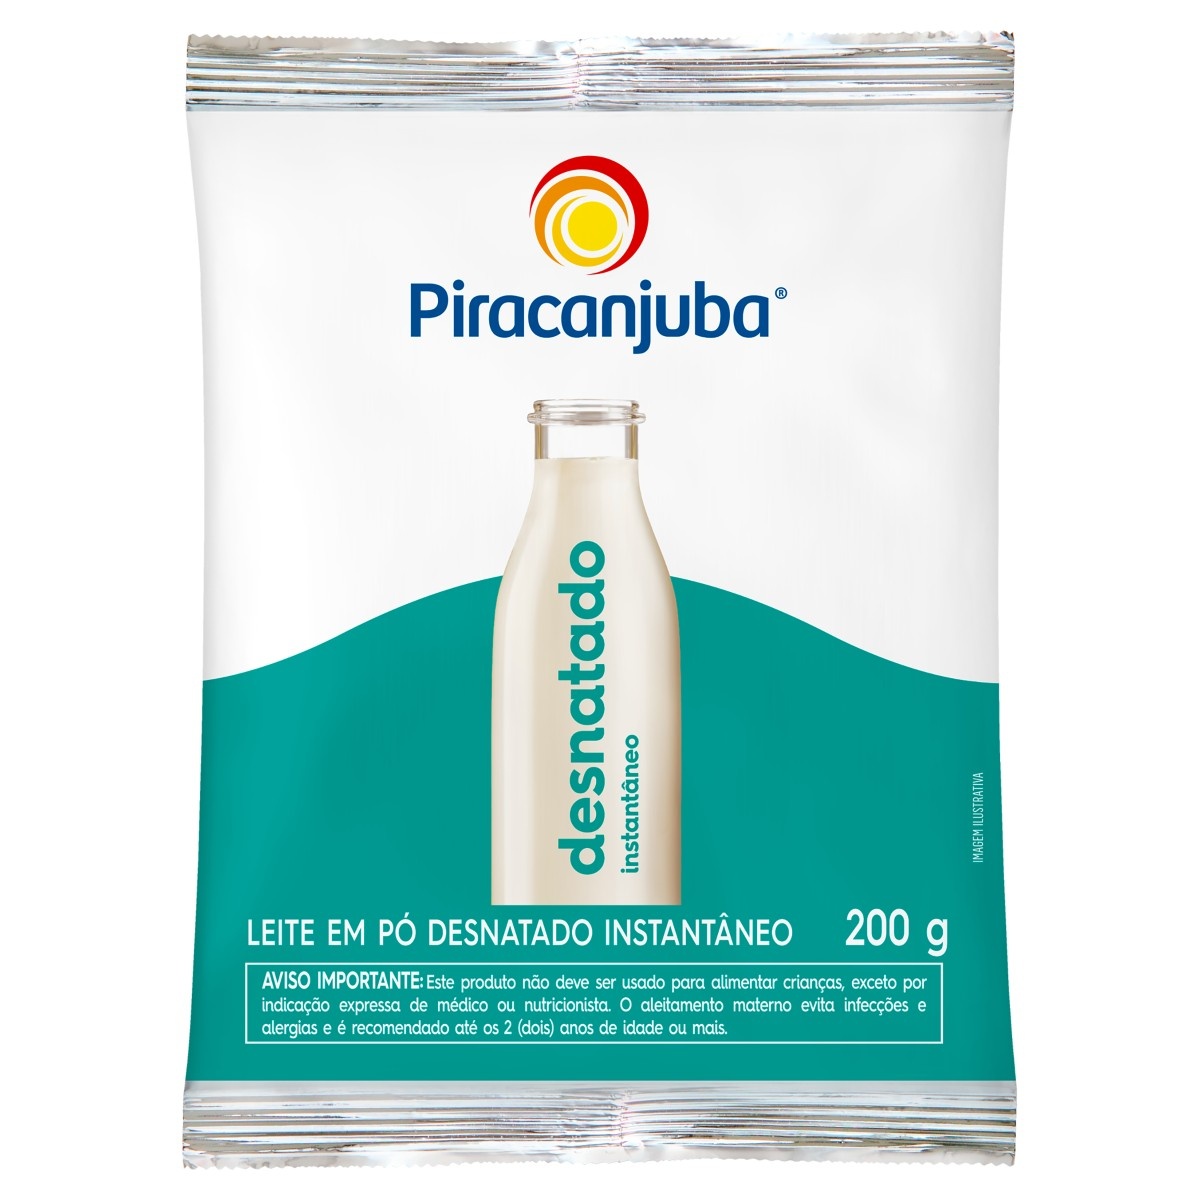 Piracanjuba®
desnatado
instantâneo
IMAGEM ILUSTRATIVA
LEITE EM PÓ DESNATADO INSTANTÂNEO 200 g
AVISO IMPORTANTE: Este produto não deve ser usado para alimentar crianças, exceto por
indicação expressa de médico ou nutricionista. O aleitamento materno evita infecções e
alergias e é recomendado até os 2 (dois) anos de idade ou mais.